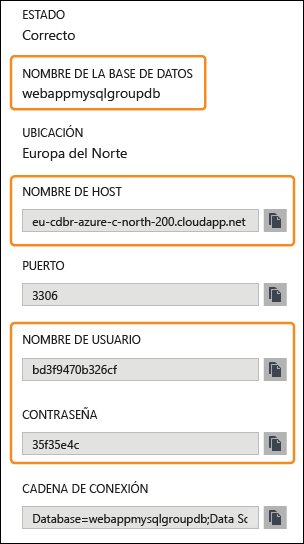 ESTADO
Correcto
NOMBRE DE LA BASE DE DATOS
webappmysqlgroupdb
UBICACIÓN
Europa del Norte
NOMBRE DE HOST
eu-cdbr-azure-c-north-200.cloudapp.net
PUERTO
3306
NOMBRE DE USUARIO
bd3f9470b326cf
CONTRASEÑA
35f35e4c
CADENA DE CONEXIÓN
Database=webappmysqlgroupdb;Data Sc